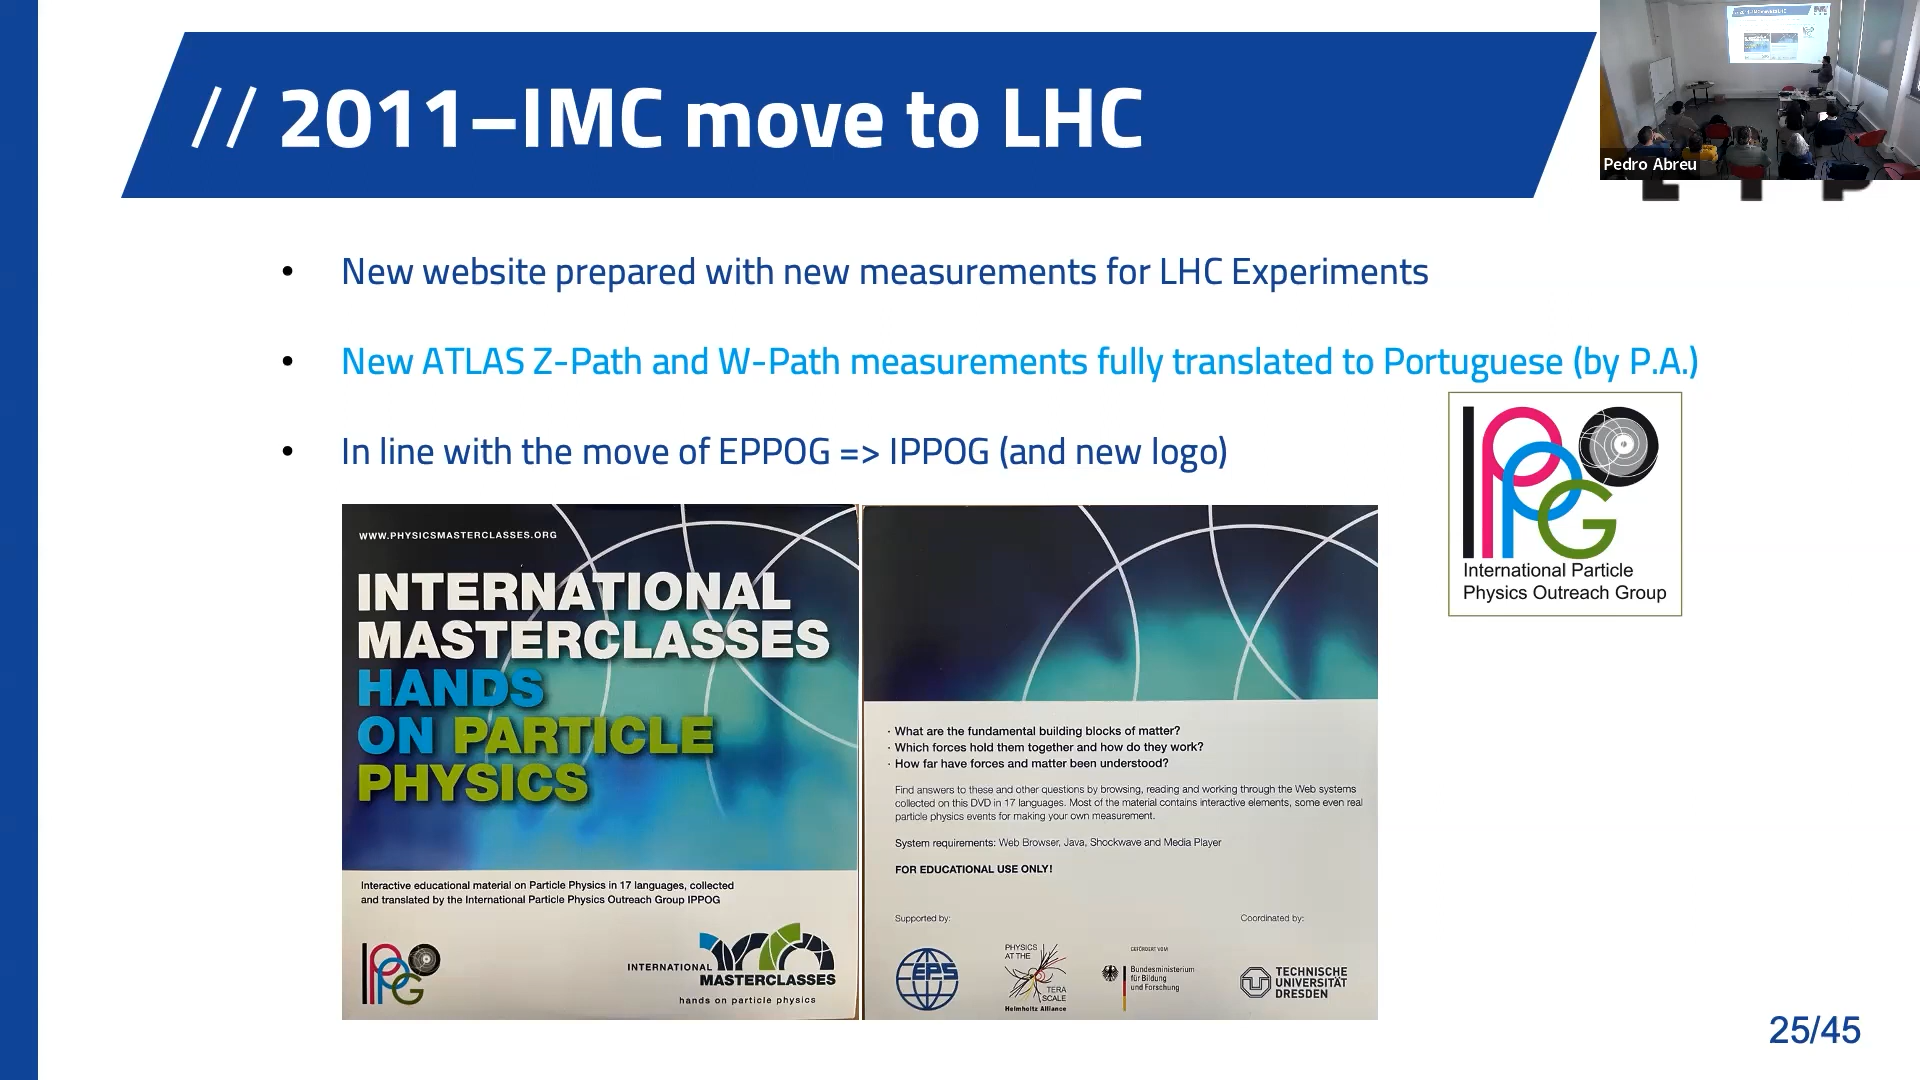 // 2011–IMC move to LHC
Pedro Abreu
• New website prepared with new measurements for LHC Experiments
• New ATLAS Z-Path and W-Path measurements fully translated to Portuguese (by P.A.)
• In line with the move of EPPOG => IPPOG (and new logo)
IPPOG
International Particle
Physics Outreach Group
WWW.PHYSICSMASTERCLASSES.ORG
INTERNATIONAL
MASTERCLASSES
HANDS
ON PARTICLE
PHYSICS
Interactive educational material on Particle Physics in 17 languages, collected
and translated by the International Particle Physics Outreach Group IPPOG
IPPOG
INTERNATIONAL
MASTERCLASSES
hands on particle physics
· What are the fundamental building blocks of matter?
· Which forces hold them together and how do they work?
· How far have forces and matter been understood?
Find answers to these and other questions by browsing, reading and working through the Web systems
collected on this DVD in 17 languages. Most of the material contains interactive elements, some even real
particle physics events for making your own measurement.
System requirements: Web Browser, Java, Shockwave and Media Player
FOR EDUCATIONAL USE ONLY!
Supported by:
Coordinated by:
EPS
PHYSICS
AT THE
TERA
SCALE
Helmholtz Alliance
GEFÖRDERT VOM
Bundesministerium
für Bildung
und Forschung
TECHNISCHE
UNIVERSITÄT
DRESDEN
25/45